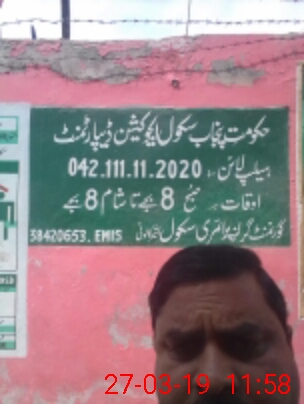 حکومت پنجاب سکول ایجوکیشن ڈیپارٹمنٹ
ہیلپ لائن 042.111.11.2020
اوقات صبح 8 بجے تا شام 8 بجے
گورنمنٹ گرلز پرائمری سکول
38420653. EMIS
27-03-19 11:58